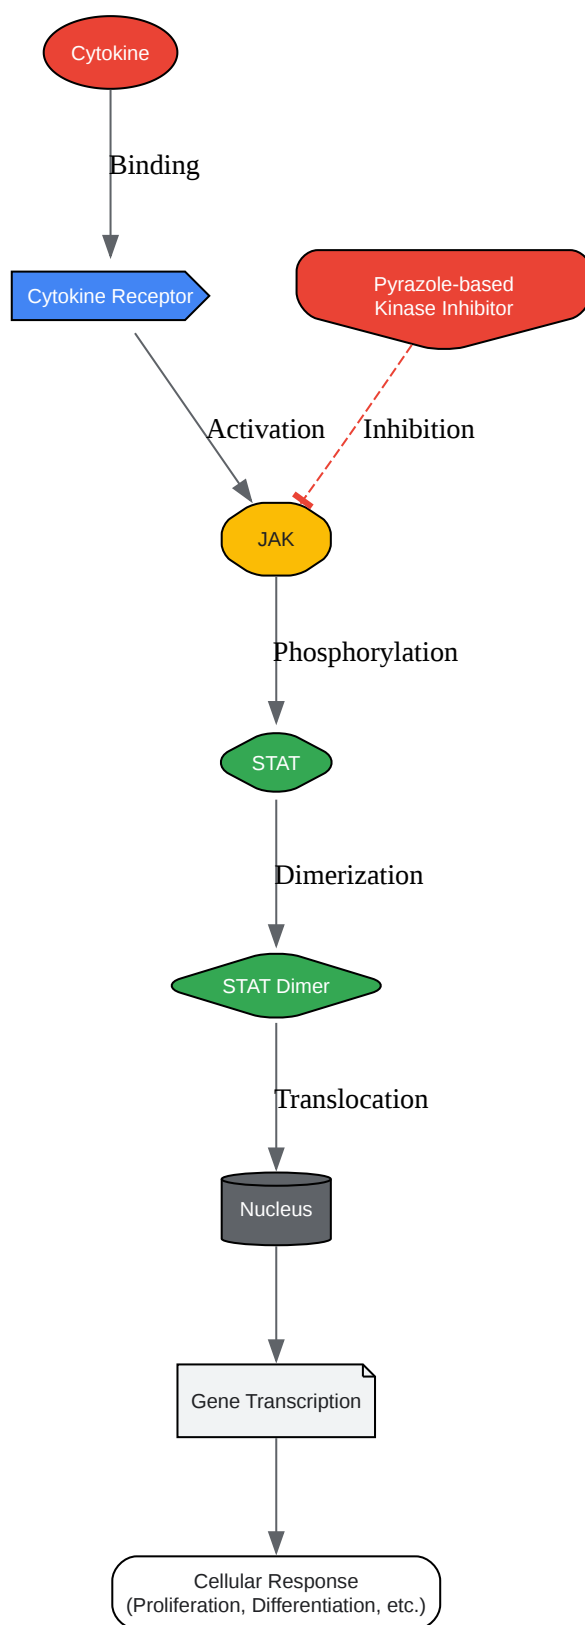 Cytokine
Binding
Cytokine Receptor
Pyrazole-based
Kinase Inhibitor
Activation
Inhibition
JAK
Phosphorylation
STAT
Dimerization
STAT Dimer
Translocation
Nucleus
Gene Transcription
Cellular Response
(Proliferation, Differentiation, etc.)